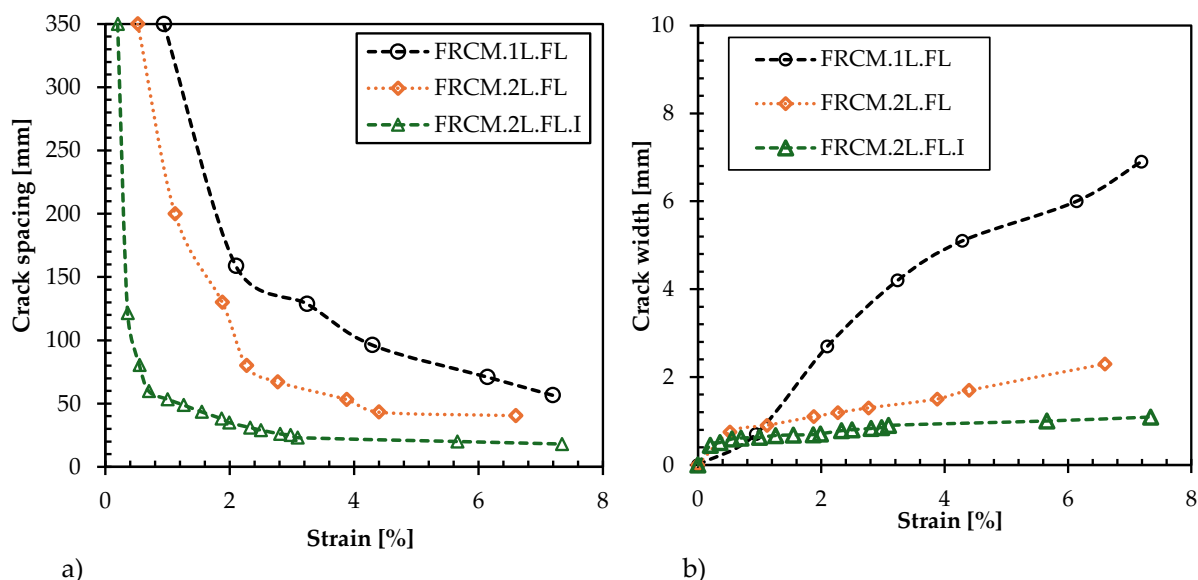 350
300
250
200
150
100
50
0
Crack spacing [mm]
FRCM.1L.FL
FRCM.2L.FL
FRCM.2L.FL.I
0 2 4 6 8
Strain [%]
a)
10
8
6
4
2
0
Crack width [mm]
FRCM.1L.FL
FRCM.2L.FL
FRCM.2L.FL.I
0 2 4 6 8
Strain [%]
b)